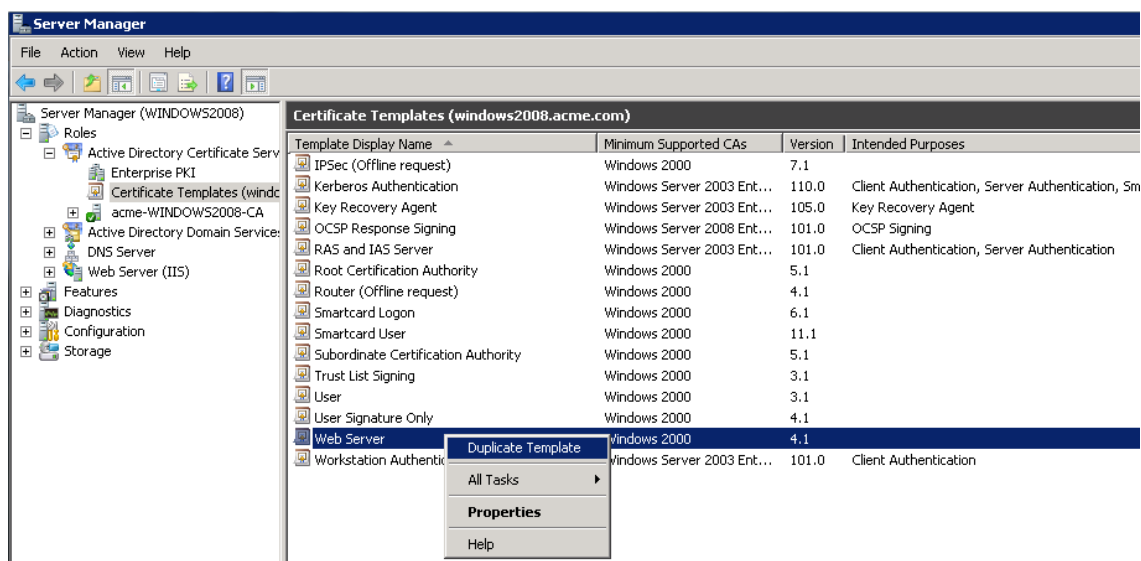 Server Manager
File Action View Help
Server Manager (WINDOWS2008)
Roles
Active Directory Certificate Serv
Enterprise PKI
Certificate Templates (windc
acme-WINDOWS2008-CA
Active Directory Domain Service
DNS Server
Web Server (IIS)
Features
Diagnostics
Configuration
Storage
Certificate Templates (windows2008.acme.com)
Template Display Name Minimum Supported CAs Version Intended Purposes
IPSec (Offline request) Windows 2000 7.1
Kerberos Authentication Windows Server 2003 Ent... 110.0 Client Authentication, Server Authentication, Sm
Key Recovery Agent Windows Server 2003 Ent... 105.0 Key Recovery Agent
OCSP Response Signing Windows Server 2008 Ent... 101.0 OCSP Signing
RAS and IAS Server Windows Server 2003 Ent... 101.0 Client Authentication, Server Authentication
Root Certification Authority Windows 2000 5.1
Router (Offline request) Windows 2000 4.1
Smartcard Logon Windows 2000 6.1
Smartcard User Windows 2000 11.1
Subordinate Certification Authority Windows 2000 5.1
Trust List Signing Windows 2000 3.1
User Windows 2000 3.1
User Signature Only Windows 2000 4.1
Web Server Windows 2000 4.1
Workstation Authentic Windows Server 2003 Ent... 101.0 Client Authentication
Duplicate Template
All Tasks
Properties
Help